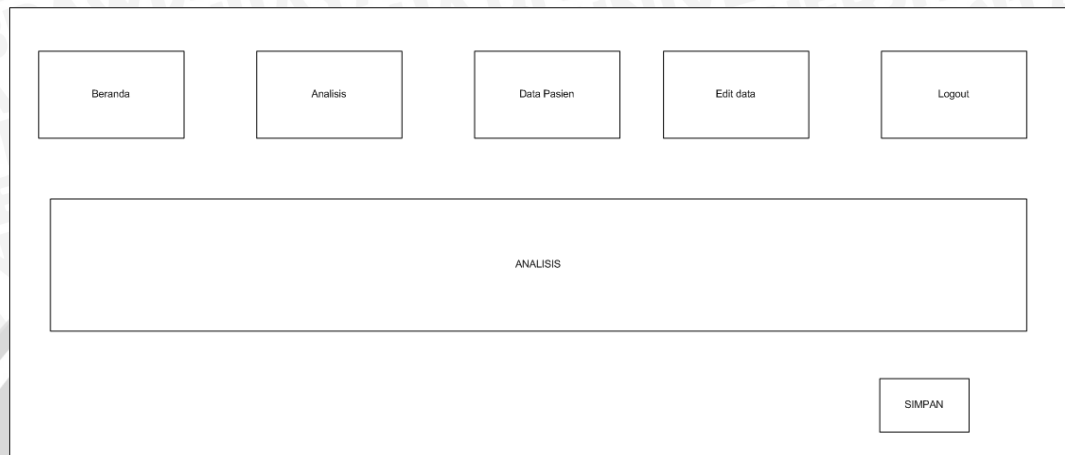 Beranda
Analisis
Data Pasien
Edit data
Logout
ANALISIS
SIMPAN